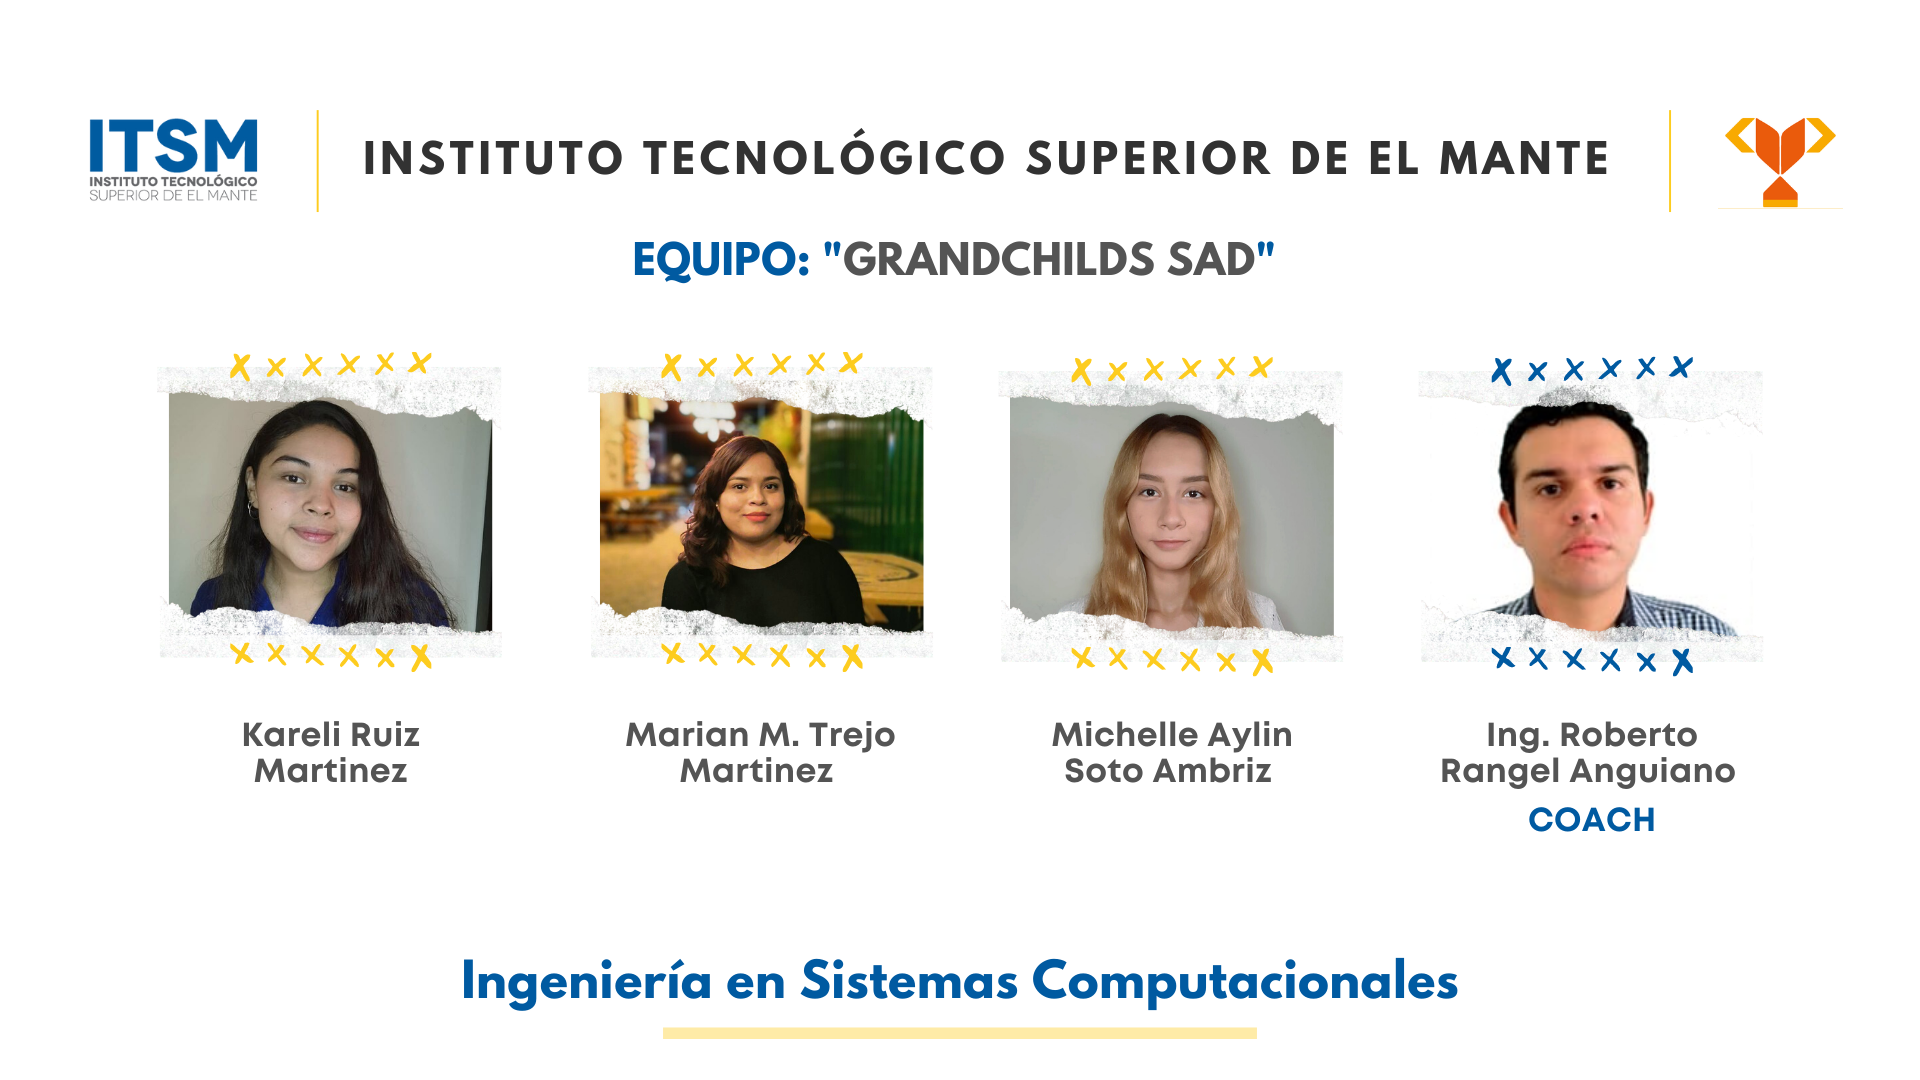 ITSM
INSTITUTO TECNOLÓGICO
SUPERIOR DE EL MANTE
INSTITUTO TECNOLÓGICO SUPERIOR DE EL MANTE
EQUIPO: "GRANDCHILDS SAD"
Kareli Ruiz
Martinez
Marian M. Trejo
Martinez
Michelle Aylin
Soto Ambriz
Ing. Roberto
Rangel Anguiano
COACH
Ingeniería en Sistemas Computacionales